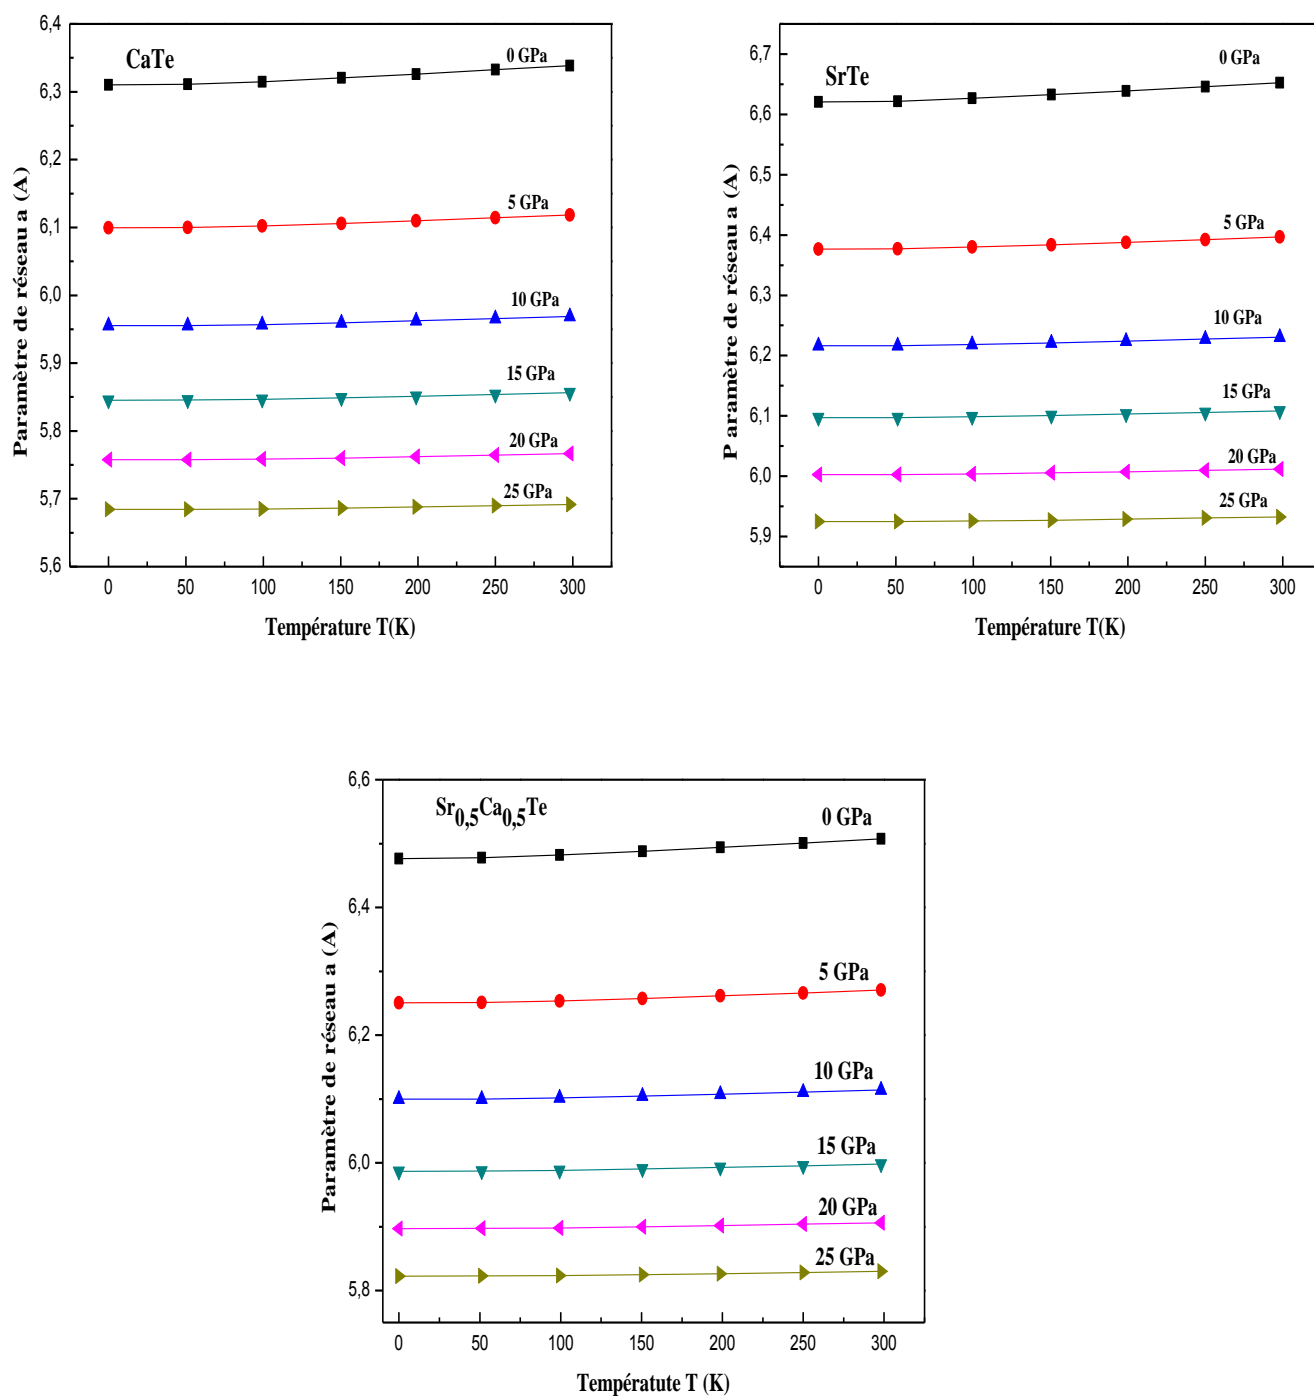 CaTe
0 GPa
5 GPa
10 GPa
15 GPa
20 GPa
25 GPa
6,4
6,3
6,2
6,1
6,0
5,9
5,8
5,7
5,6
0 50 100 150 200 250 300
Paramètre de réseau a (A)
Température T(K)
SrTe
0 GPa
5 GPa
10 GPa
15 GPa
20 GPa
25 GPa
6,7
6,6
6,5
6,4
6,3
6,2
6,1
6,0
5,9
0 50 100 150 200 250 300
P aramètre de réseau a (A)
Température T(K)
Sr0,5Ca0,5Te
0 GPa
5 GPa
10 GPa
15 GPa
20 GPa
25 GPa
6,6
6,4
6,2
6,0
5,8
0 50 100 150 200 250 300
Paramètre de réseau a (A)
Températute T (K)